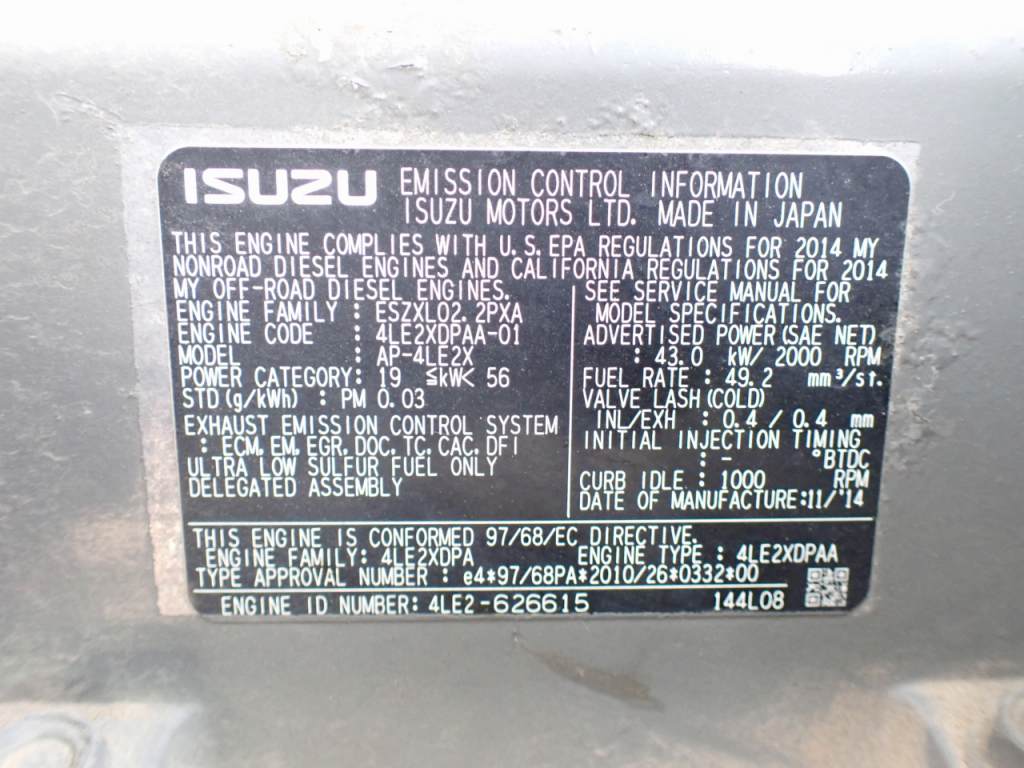 ISUZU EMISSION CONTROL INFORMATION
ISUZU MOTORS LTD. MADE IN JAPAN
THIS ENGINE COMPLIES WITH U.S.EPA REGULATIONS FOR 2014 MY
NONROAD DIESEL ENGINES AND CALIFORNIA REGULATIONS FOR 2014
MY OFF-ROAD DIESEL ENGINES.
ENGINE FAMILY : ESZXL02.2PXA
ENGINE CODE : 4LE2XDPAA-01
MODEL : AP-4LE2X
POWER CATEGORY: 19 ≦kW< 56
STD (g/kWh) : PM 0.03
EXHAUST EMISSION CONTROL SYSTEM
: ECM, EM, EGR, DOC, TC, CAC, DFI
ULTRA LOW SULFUR FUEL ONLY
DELEGATED ASSEMBLY
SEE SERVICE MANUAL FOR
MODEL SPECIFICATIONS.
ADVERTISED POWER(SAE NET)
: 43.0 kW/ 2000 RPM
FUEL RATE : 49.2 mm³/st.
VALVE LASH (COLD)
INL/EXH : 0.4 / 0.4 mm
INITIAL INJECTION TIMING
: - °BTDC
CURB IDLE : 1000 RPM
DATE OF MANUFACTURE:11/'14
THIS ENGINE IS CONFORMED 97/68/EC DIRECTIVE.
ENGINE FAMILY: 4LE2XDPA ENGINE TYPE : 4LE2XDPAA
TYPE APPROVAL NUMBER : e4*97/68PA*2010/26*0332*00
ENGINE ID NUMBER: 4LE2-626615 144L08